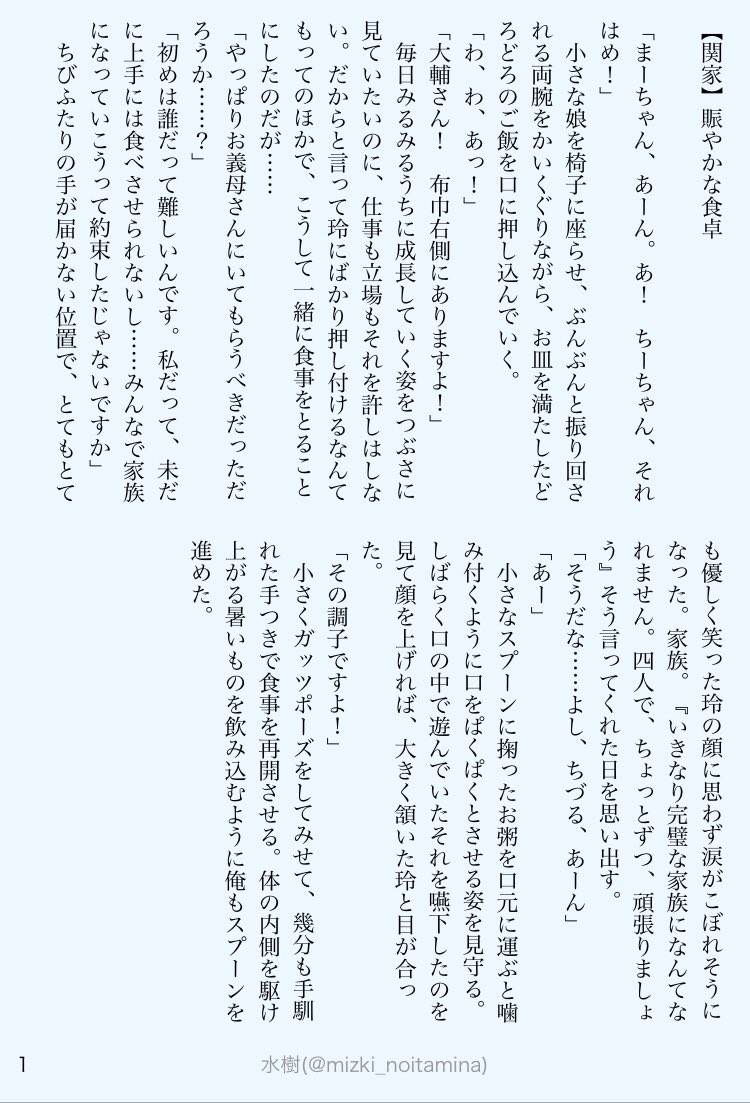 【関家】賑やかな食卓
「まーちゃん、あーん。あ！　ちーちゃん、それ
はめ！」
　小さな娘を椅子に座らせ、ぶんぶんと振り回さ
れる両腕をかいくぐりながら、お皿を満たしたど
ろどろのご飯を口に押し込んでいく。
「わ、わ、あっ！」
「大輔さん！　布巾右側にありますよ！」
　毎日みるみるうちに成長していく姿をつぶさに
見ていたいのに、仕事も立場もそれを許しはしな
い。だからと言って玲にばかり押し付けるなんて
もってのほかで、こうして一緒に食事をとること
にしたのだが……
「やっぱりお義母さんにいてもらうべきだっただ
ろうか……？」
「初めは誰だって難しいんです。私だって、未だ
に上手には食べさせられないし……みんなで家族
になっていこうって約束したじゃないですか」
　ちびふたりの手が届かない位置で、とてもとて
も優しく笑った玲の顔に思わず涙がこぼれそうに
なった。家族。『いきなり完璧な家族になんてな
れません。四人で、ちょっとずつ、頑張りましょ
う』そう言ってくれた日を思い出す。
「そうだな……よし、ちづる、あーん」
「あー」
　小さなスプーンに掬ったお粥を口元に運ぶと噛
み付くように口をぱくぱくとさせる姿を見守る。
しばらく口の中で遊んでいたそれを嚥下したのを
見て顔を上げれば、大きく頷いた玲と目が合っ
た。
「その調子ですよ！」
　小さくガッツポーズをしてみせて、幾分も手馴
れた手つきで食事を再開させる。体の内側を駆け
上がる暑いものを飲み込むように俺もスプーンを
進めた。
1
水樹(@mizki_noitamina)